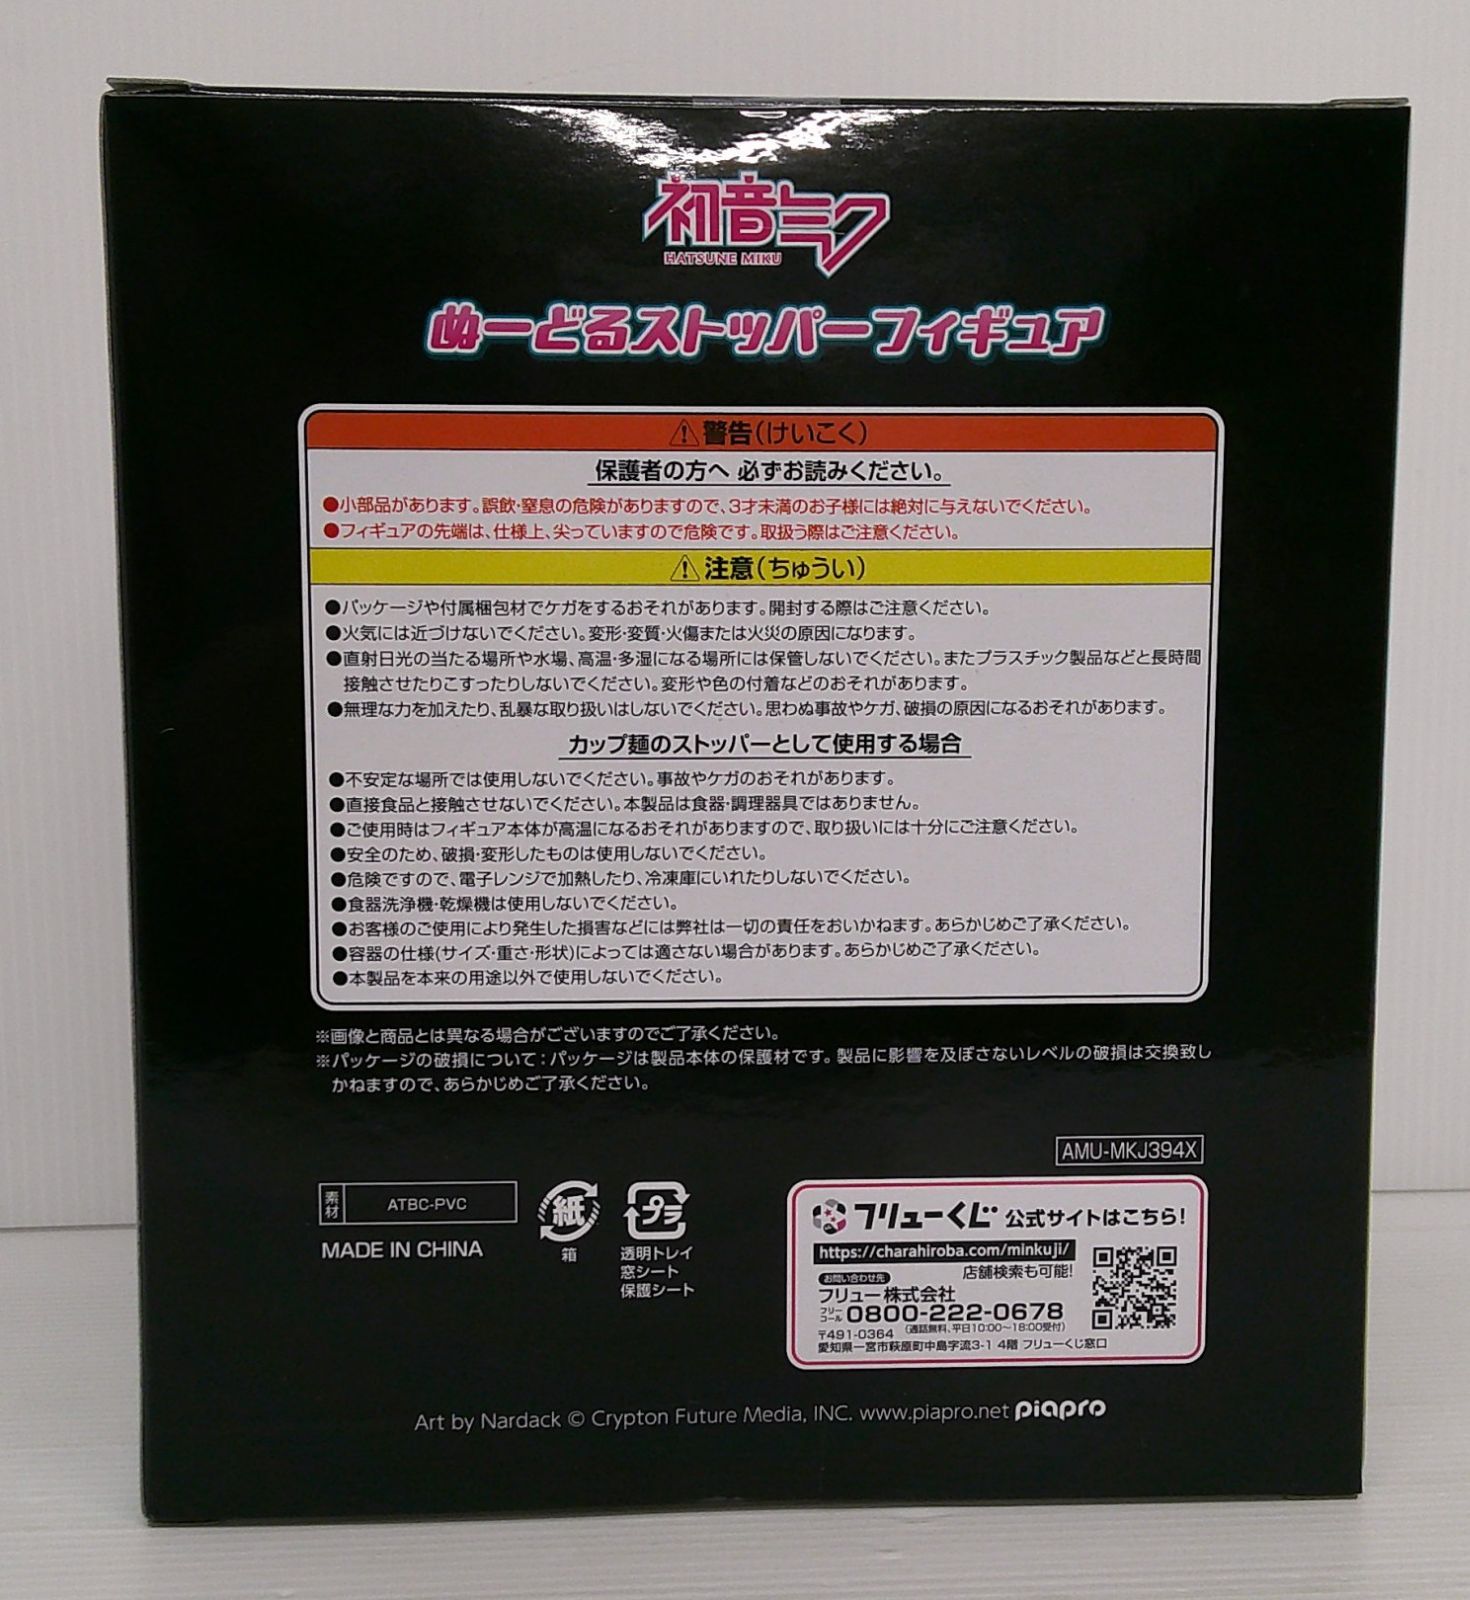 初音ミク
HATSUNE MIKU
ぬーどるストッパーフィギュア
⚠警告(けいこく)
保護者の方へ 必ずお読みください。
●小部品があります。誤飲・窒息の危険がありますので、3才未満のお子様には絶対に与えないでください。
●フィギュアの先端は、仕様上、尖っていますので危険です。取扱う際はご注意ください。
⚠注意(ちゅうい)
●パッケージや付属梱包材でケガをするおそれがあります。開封する際はご注意ください。
●火気には近づけないでください。変形・変質・火傷または火災の原因になります。
●直射日光の当たる場所や水場、高温・多湿になる場所には保管しないでください。またプラスチック製品などと長時間
接触させたりこすったりしないでください。変形や色の付着などのおそれがあります。
●無理な力を加えたり、乱暴な取り扱いはしないでください。思わぬ事故やケガ、破損の原因になるおそれがあります。
カップ麺のストッパーとして使用する場合
●不安定な場所では使用しないでください。事故やケガのおそれがあります。
●直接食品と接触させないでください。本製品は食器・調理器具ではありません。
●ご使用時はフィギュア本体が高温になるおそれがありますので、取り扱いには十分にご注意ください。
●安全のため、破損・変形したものは使用しないでください。
●危険ですので、電子レンジで加熱したり、冷凍庫にいれたりしないでください。
●食器洗浄機・乾燥機は使用しないでください。
●お客様のご使用により発生した損害などには弊社は一切の責任をおいかねます。あらかじめご了承ください。
●容器の仕様(サイズ・重さ・形状)によっては適さない場合があります。あらかじめご了承ください。
●本製品を本来の用途以外で使用しないでください。
※画像と商品とは異なる場合がございますのでご了承ください。
※パッケージの破損について:パッケージは製品本体の保護材です。製品に影響を及ぼさないレベルの破損は交換致し
かねますので、あらかじめご了承ください。
AMU-MKJ394X
素材 ATBC-PVC
MADE IN CHINA
紙
箱
プラ
透明トレイ
窓シート
保護シート
フリューくじ 公式サイトはこちら!
https://charahiroba.com/minkuji/
店舗検索も可能!
お問い合わせ先
フリュー株式会社
フリーコール 0800-222-0678
〒491-0364 (通話無料、平日10:00～18:00受付)
愛知県一宮市萩原町中島字流3-1 4階 フリューくじ窓口
Art by Nardack © Crypton Future Media, INC. www.piapro.net piapro